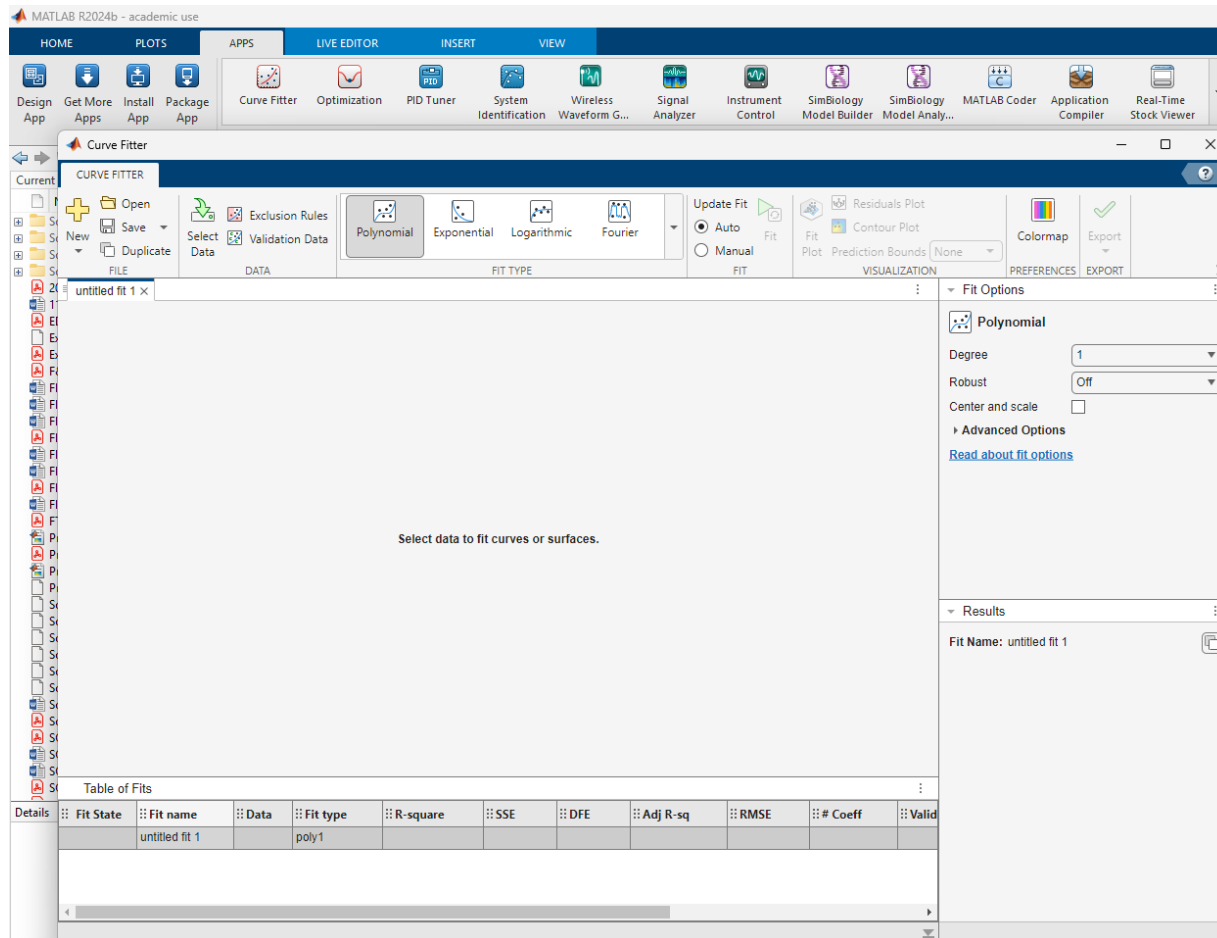 MATLAB R2024b - academic use
HOME PLOTS APPS LIVE EDITOR INSERT VIEW
Design App
Get More Apps
Install App
Package App
Curve Fitter
Optimization
PID Tuner
System Identification
Wireless Waveform G...
Signal Analyzer
Instrument Control
SimBiology Model Builder
SimBiology Model Analy...
MATLAB Coder
Application Compiler
Real-Time Stock Viewer
Curve Fitter
Current
CURVE FITTER
New
Open
Save
Duplicate
FILE
Select Data
Exclusion Rules
Validation Data
DATA
Polynomial
Exponential
Logarithmic
Fourier
FIT TYPE
Update Fit
Auto
Manual
Fit
FIT
Fit Plot
Residuals Plot
Contour Plot
Prediction Bounds None
VISUALIZATION
Colormap
PREFERENCES
Export
EXPORT
untitled fit 1
Select data to fit curves or surfaces.
Fit Options
Polynomial
Degree 1
Robust Off
Center and scale
Advanced Options
Read about fit options
Results
Fit Name: untitled fit 1
Table of Fits
Details
Fit State Fit name Data Fit type R-square SSE DFE Adj R-sq RMSE # Coeff Valid
untitled fit 1 poly1